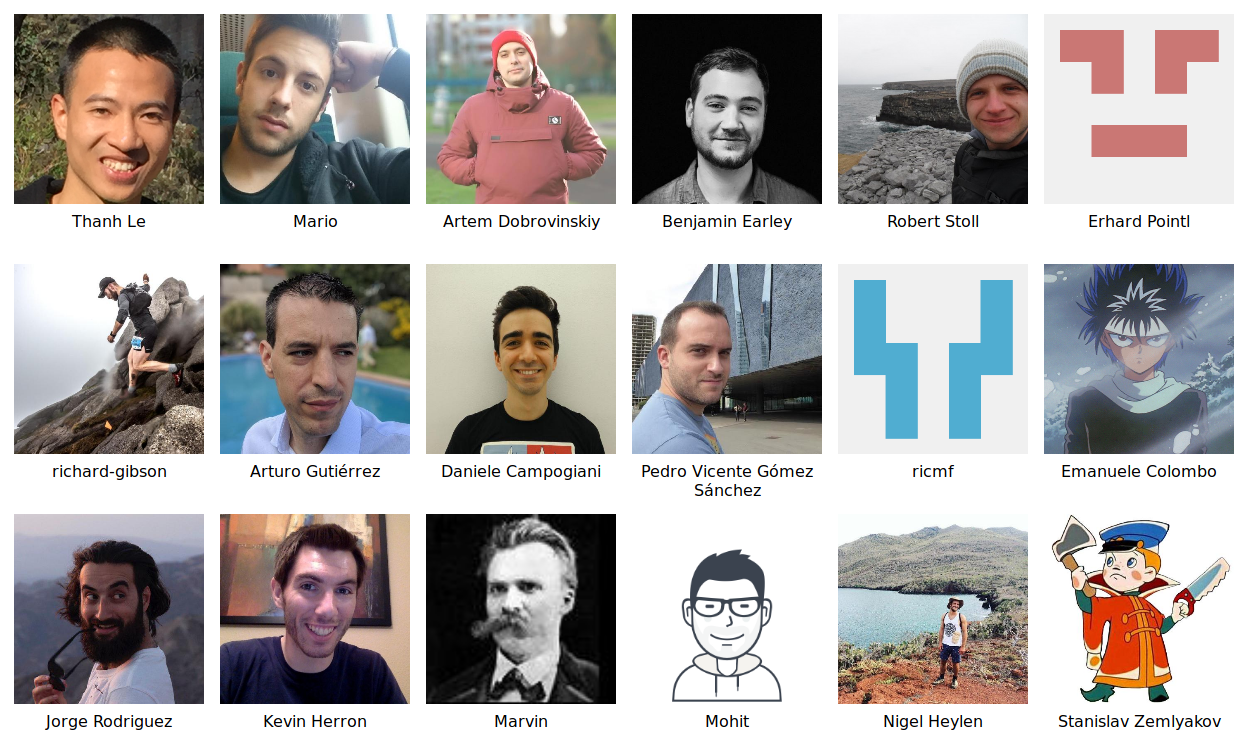 Thanh Le
Mario
Artem Dobrovinskiy
Benjamin Earley
Robert Stoll
Erhard Pointl
richard-gibson
Arturo Gutiérrez
Daniele Campogiani
Pedro Vicente Gómez
Sánchez
ricmf
Emanuele Colombo
Jorge Rodriguez
Kevin Herron
Marvin
Mohit
Nigel Heylen
Stanislav Zemlyakov